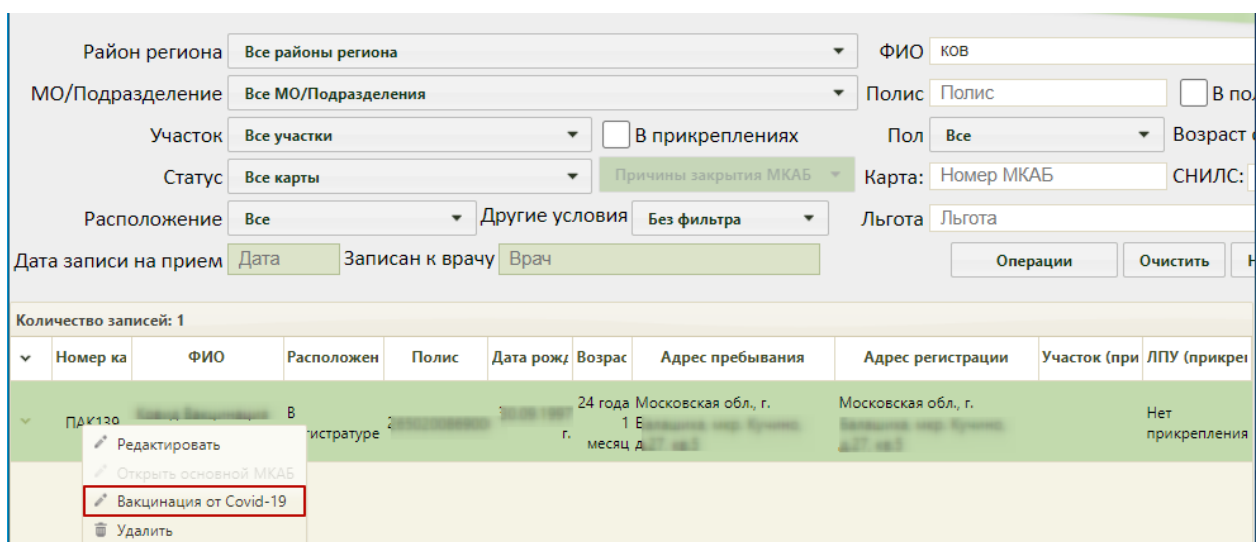 Район региона Все районы региона ФИО ков
МО/Подразделение Все МО/Подразделения Полис Полис В по
Участок Все участки В прикреплениях Пол Все Возраст
Статус Все карты Причины закрытия МКАБ Карта: Номер МКАБ СНИЛС:
Расположение Все Другие условия Без фильтра Льгота Льгота
Дата записи на прием Дата Записан к врачу Врач Операции Очистить Н
Количество записей: 1
Номер ка ФИО Расположен Полис Дата рожд Возрас Адрес пребывания Адрес регистрации Участок (при ЛПУ (прикреп
24 года Московская обл., г. Московская обл., г.
ПАК139 В 1 Нет
гистратуре г. месяц прикрепления
Редактировать
Открыть основной МКАБ
Вакцинация от Covid-19
Удалить